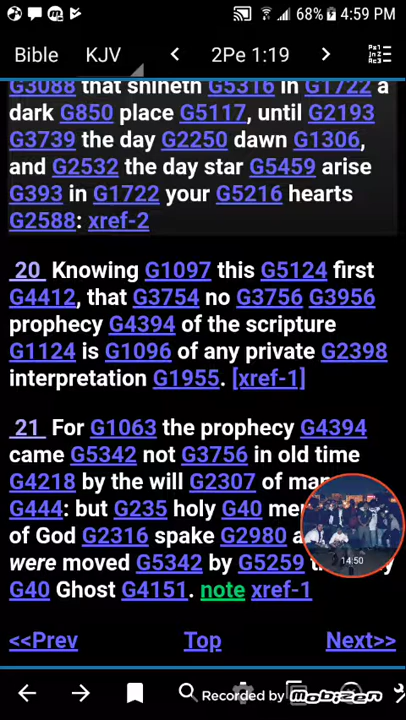 68% 4:59 PM
Bible KJV 2Pe 1:19
G3088 that shineth G5316 in G1722 a
dark G850 place G5117, until G2193
G3739 the day G2250 dawn G1306,
and G2532 the day star G5459 arise
G393 in G1722 your G5216 hearts
G2588: xref-2
20 Knowing G1097 this G5124 first
G4412, that G3754 no G3756 G3956
prophecy G4394 of the scripture
G1124 is G1096 of any private G2398
interpretation G1955. [xref-1]
21 For G1063 the prophecy G4394
came G5342 not G3756 in old time
G4218 by the will G2307 of man
G444: but G235 holy G40 me
of God G2316 spake G2980 a
were moved G5342 by G5259 t
14:50
G40 Ghost G4151. note xref-1
<<Prev Top Next>>
Recorded by MOBIZEN